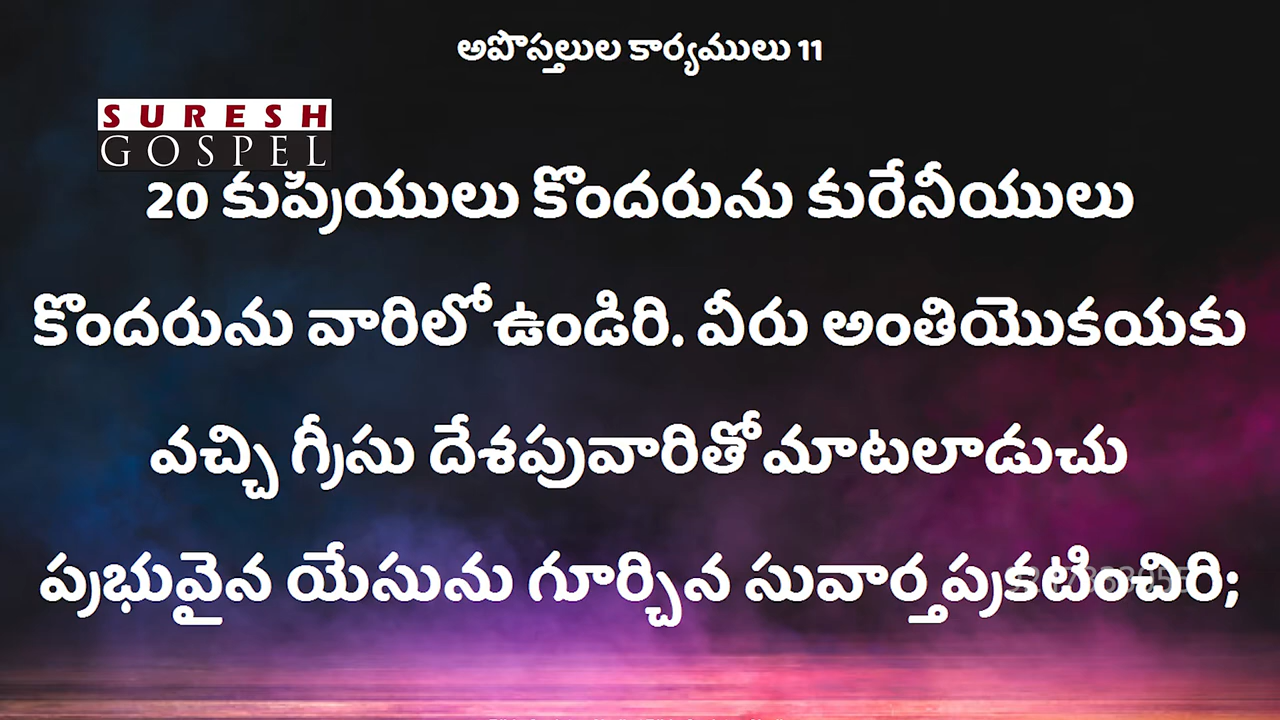 అపొస్తలుల కార్యములు 11
SURESH
GOSPEL
20 కుప్రియులు కొందరును కురేనీయులు
కొందరును వారిలో ఉండిరి. వీరు అంతియొకయకు
వచ్చి గ్రీసు దేశపువారితో మాటలాడుచు
ప్రభువైన యేసును గూర్చిన సువార్త ప్రకటించిరి;